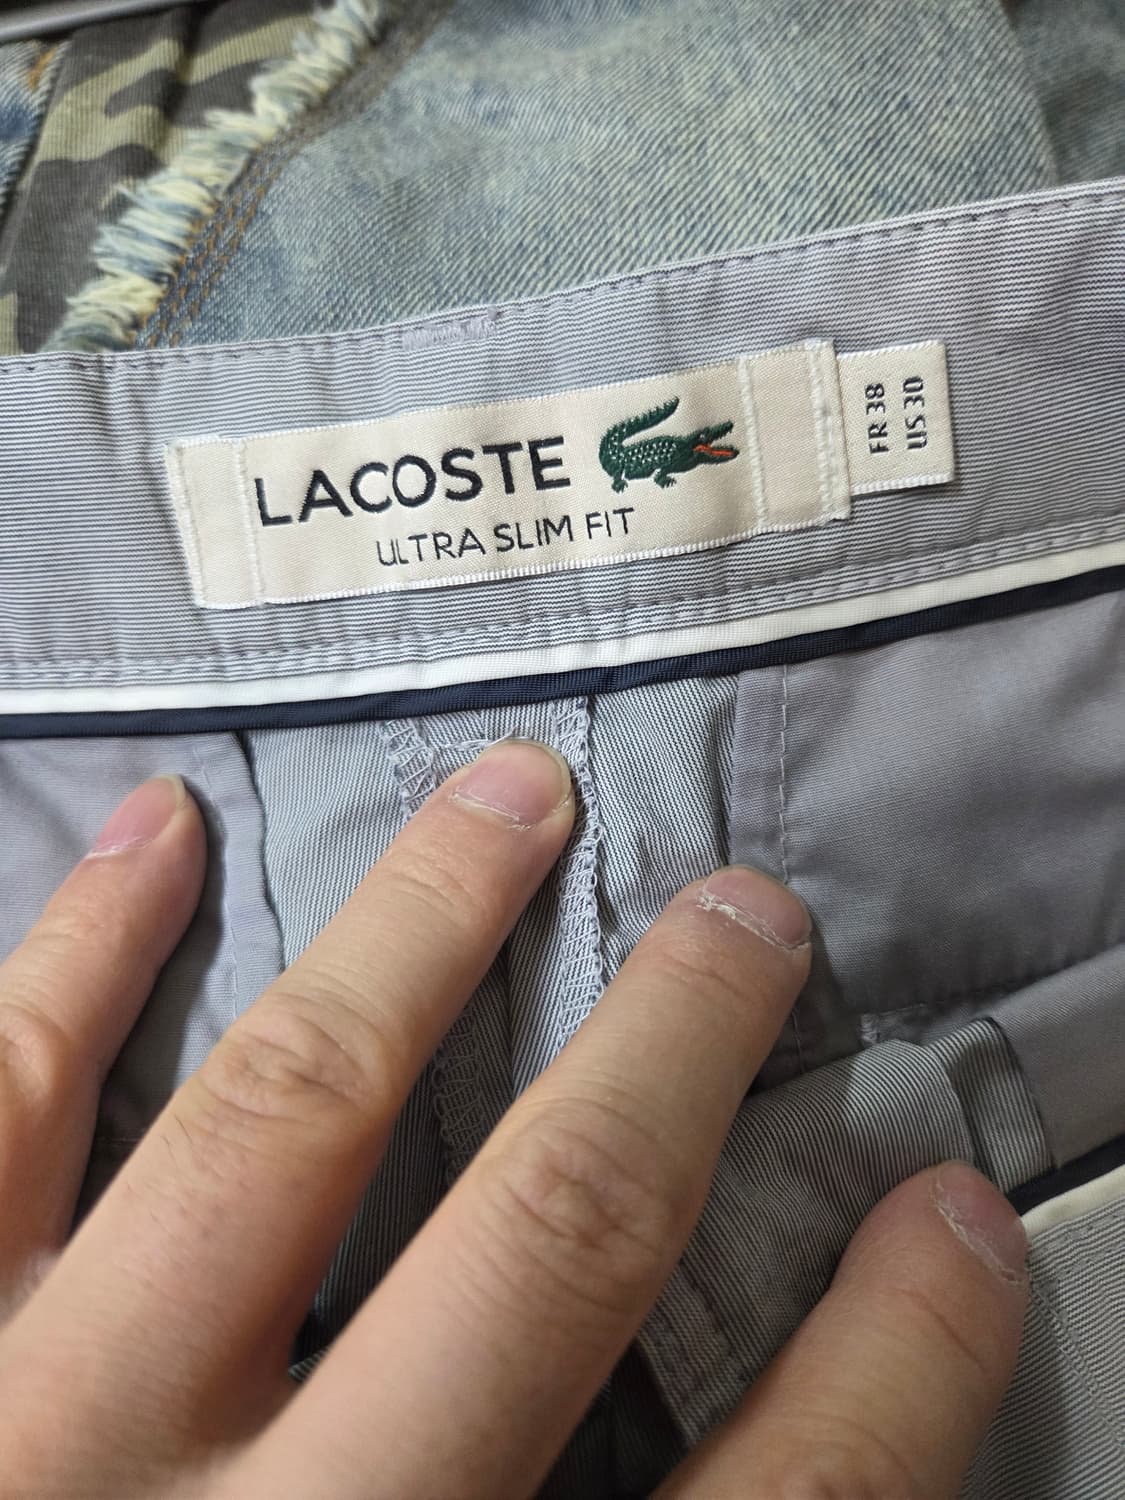 LACOSTE
ULTRA SLIM FIT
FR 38
US 30